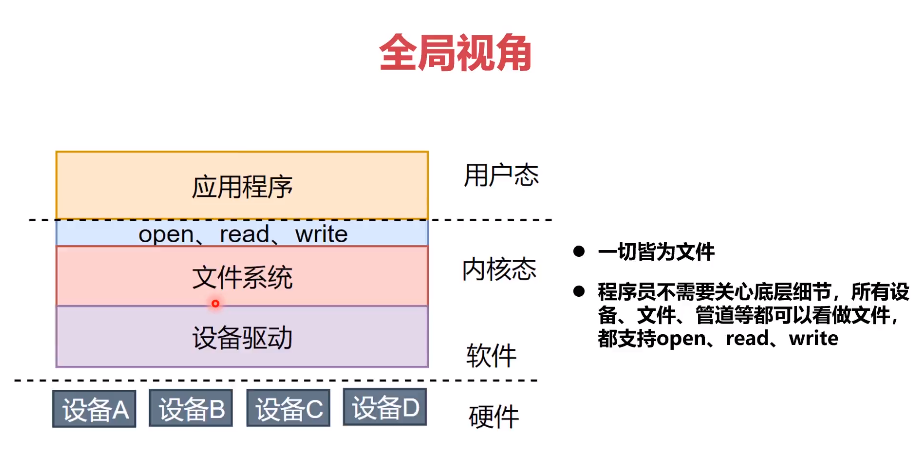 全局视角
应用程序
用户态
open、read、write
文件系统
内核态
设备驱动
软件
设备A
设备B
设备C
设备D
硬件
● 一切皆为文件
● 程序员不需要关心底层细节，所有设
备、文件、管道等都可以看做文件，
都支持open、read、write